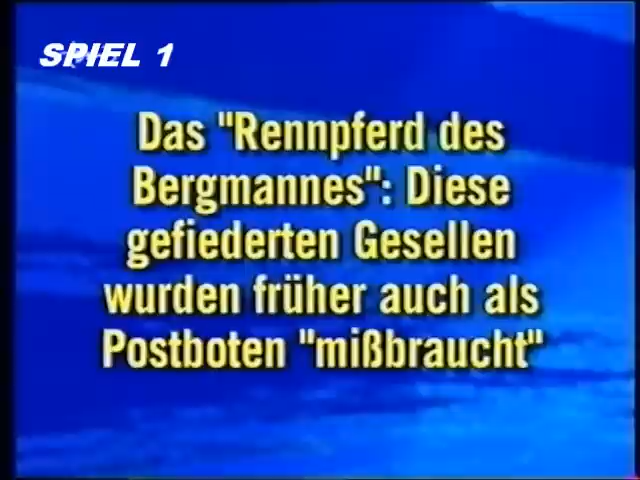 SPIEL 1
Das "Rennpferd des
Bergmannes": Diese
gefiederten Gesellen
wurden früher auch als
Postboten "mißbraucht"